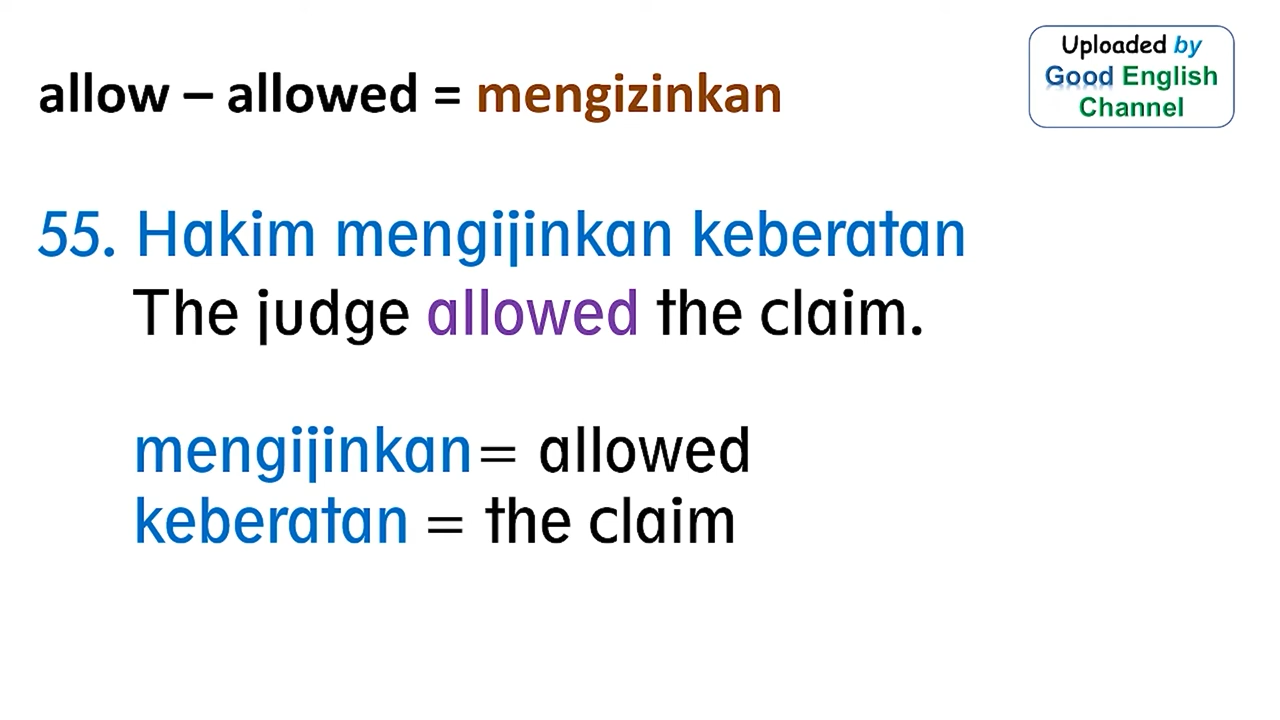 Uploaded by
Good English
Channel
allow – allowed = mengizinkan
55. Hakim mengijinkan keberatan
The judge allowed the claim.
mengijinkan = allowed
keberatan = the claim